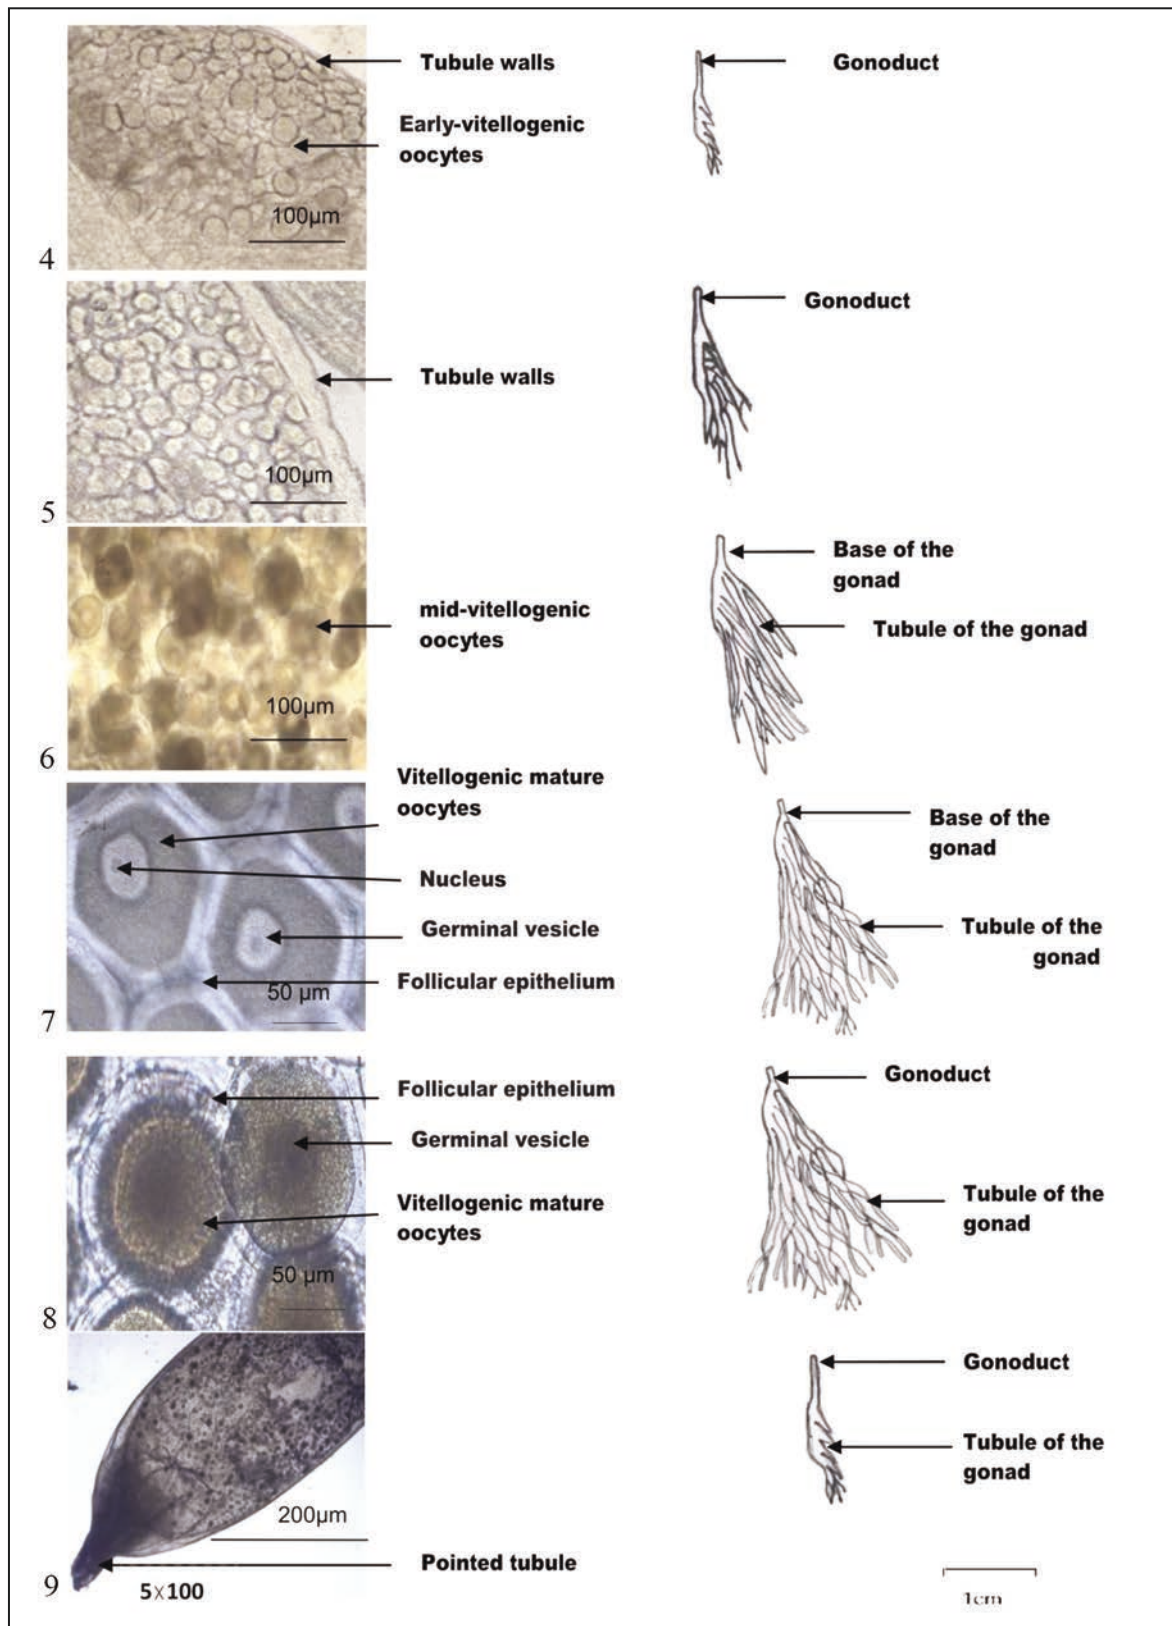 Tubule walls
Gonoduct
Early-vitellogenic
oocytes
100µm
4
Gonoduct
Tubule walls
100µm
5
Base of the
gonad
mid-vitellogenic
oocytes
Tubule of the gonad
100µm
6
Vitellogenic mature
oocytes
Base of the
gonad
Nucleus
Germinal vesicle
Tubule of the
gonad
Follicular epithelium
50 µm
7
Gonoduct
Follicular epithelium
Germinal vesicle
Vitellogenic mature
oocytes
Tubule of the
gonad
50 µm
8
Gonoduct
Tubule of the
gonad
200µm
Pointed tubule
9
5X100
1cm